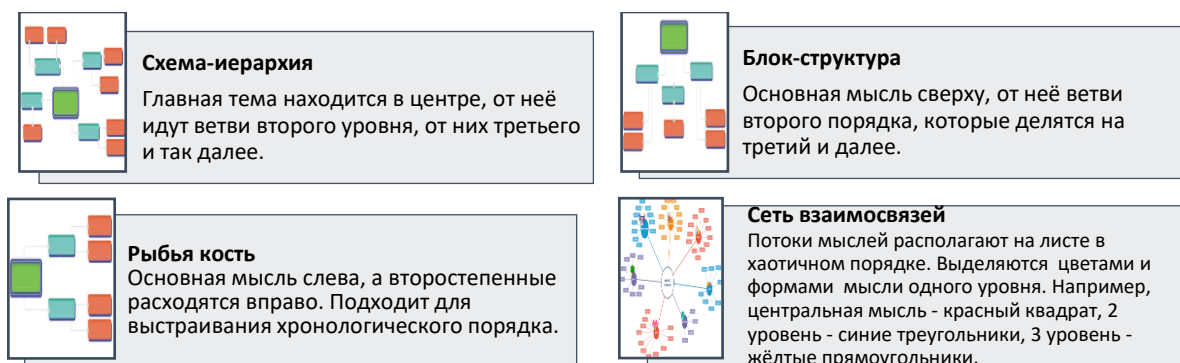 Схема-иерархия
Главная тема находится в центре, от неё
идут ветви второго уровня, от них третьего
и так далее.
Блок-структура
Основная мысль сверху, от неё ветви
второго порядка, которые делятся на
третий и далее.
Рыбья кость
Основная мысль слева, а второстепенные
расходятся вправо. Подходит для
выстраивания хронологического порядка.
Сеть взаимосвязей
Потоки мыслей располагают на листе в
хаотичном порядке. Выделяются цветами и
формами мысли одного уровня. Например,
центральная мысль - красный квадрат, 2
уровень - синие треугольники, 3 уровень -
жёлтые прямоугольники.